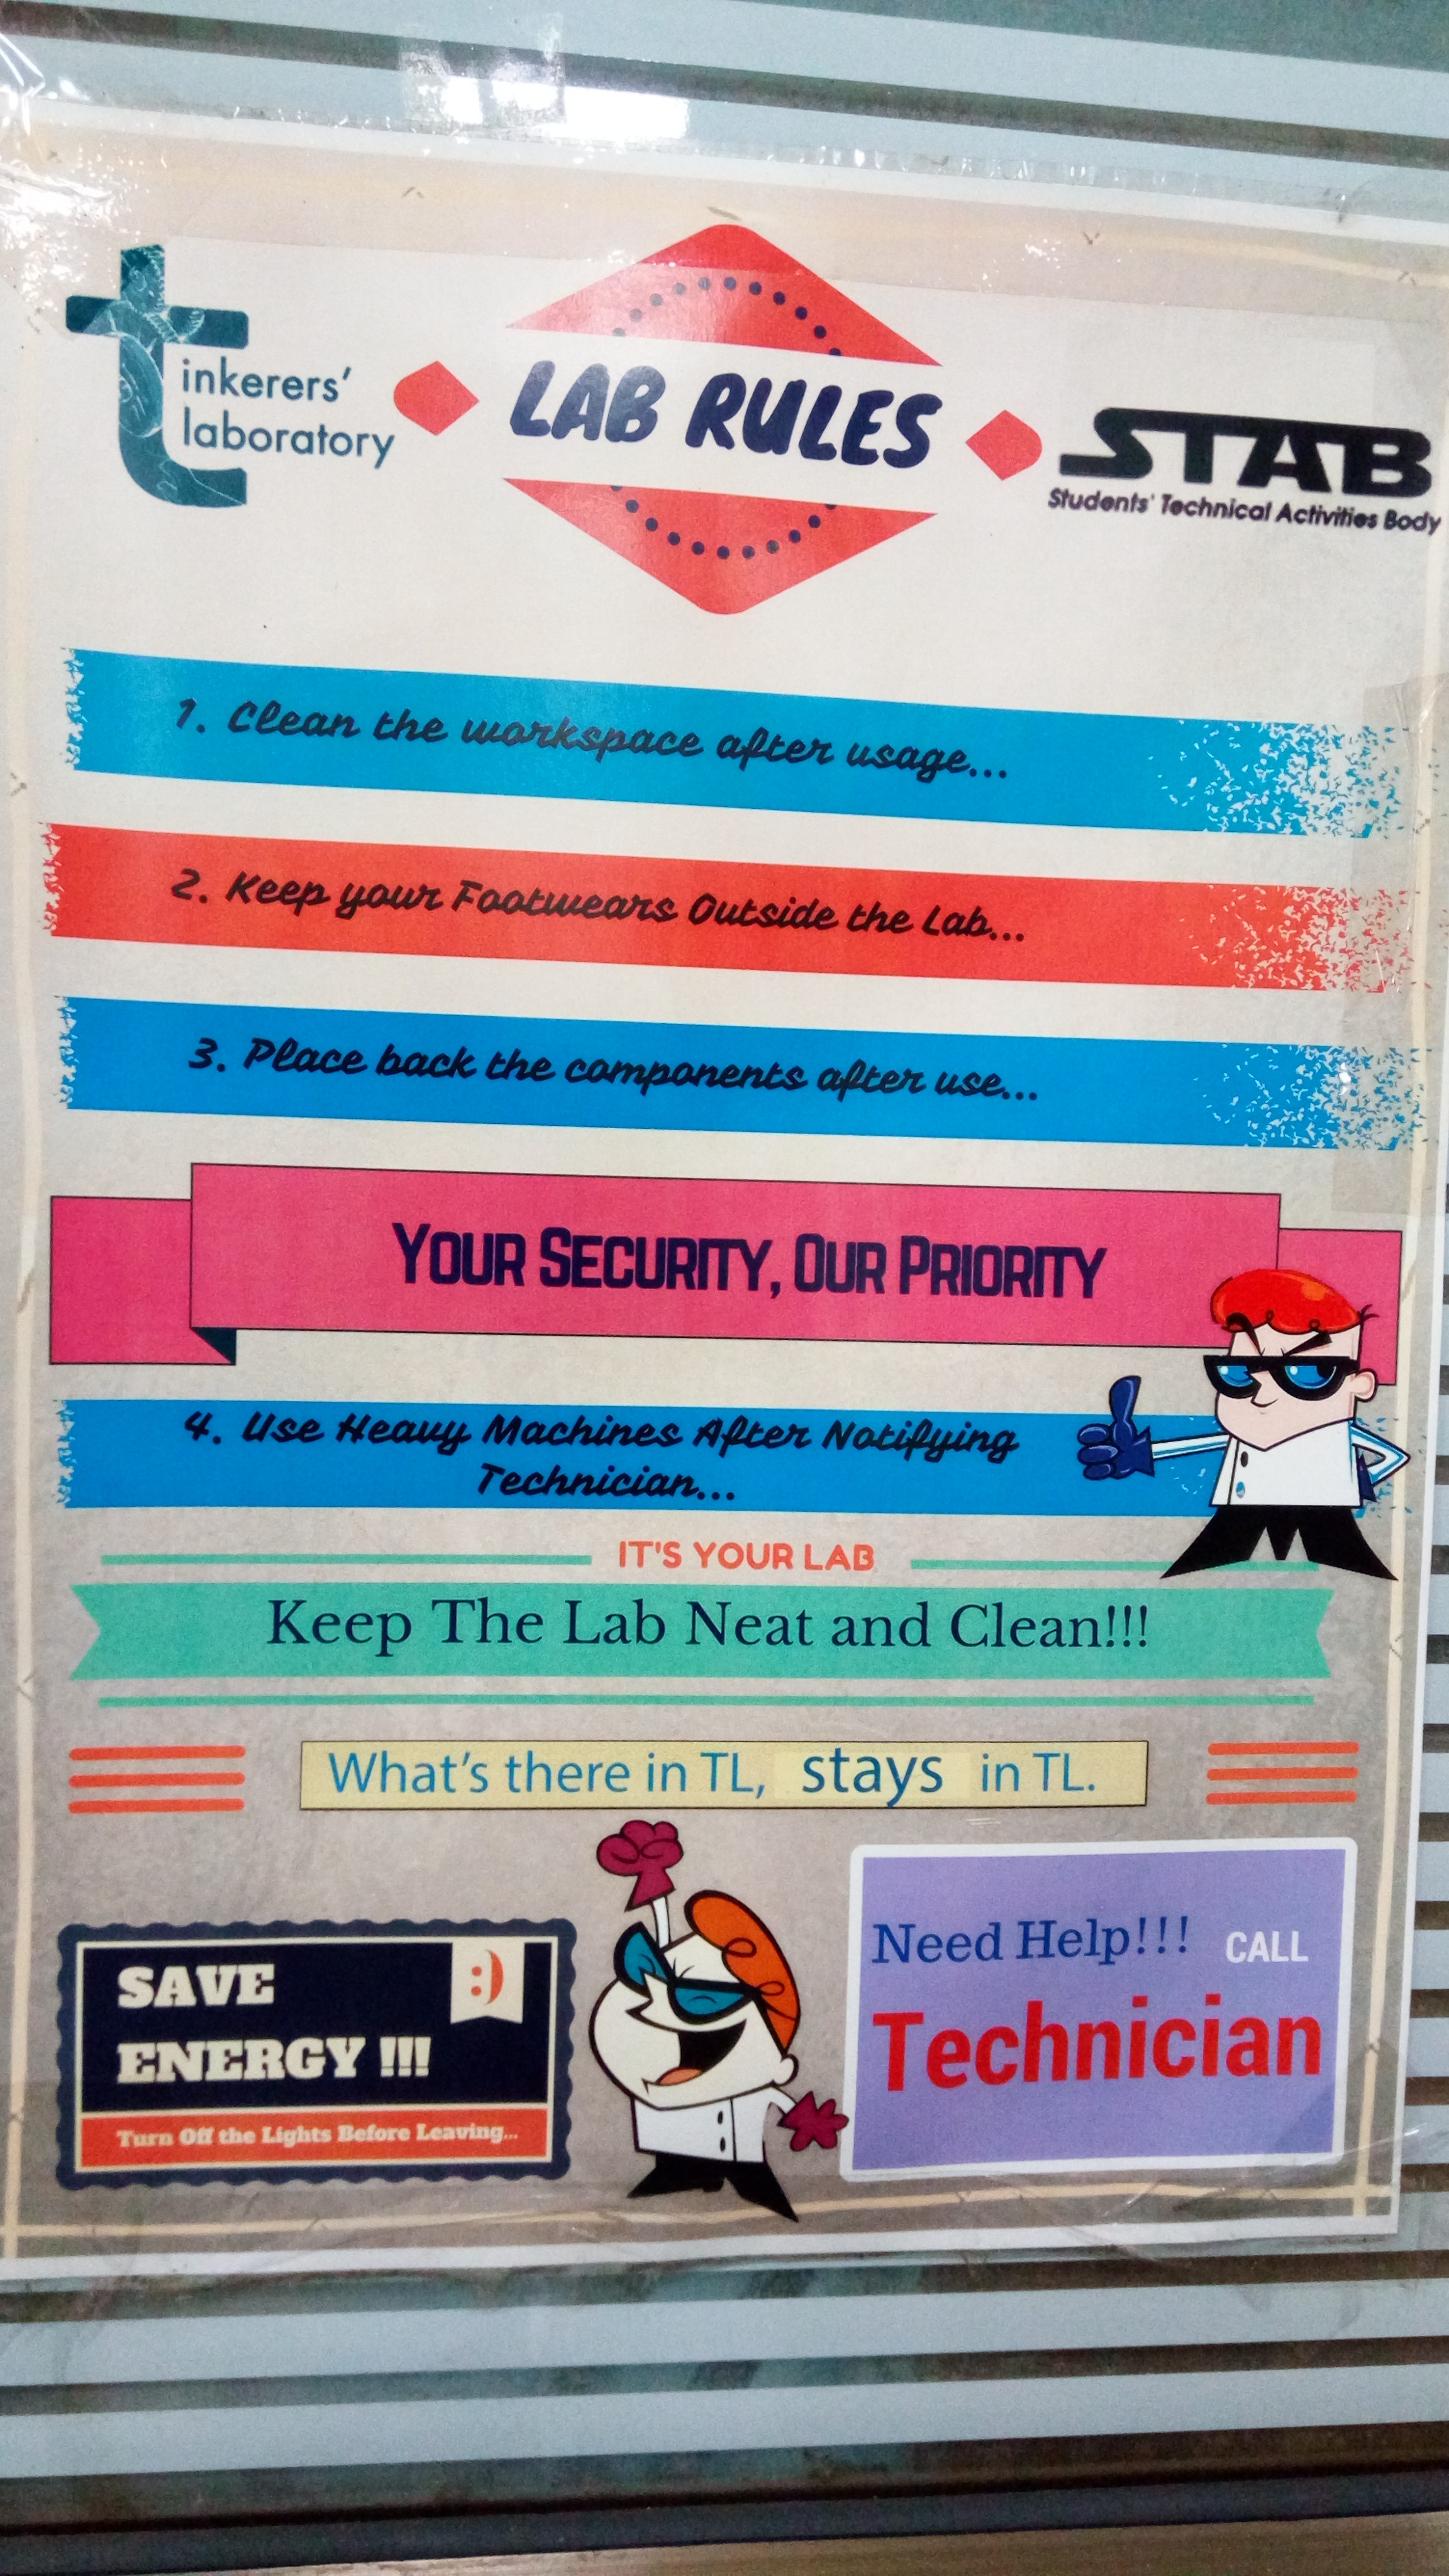 tinkerers'
laboratory
LAB RULES
STAB
Students' Technical Activities Body
1. Clean the workspace after usage...
2. Keep your Footwears Outside the Lab...
3. Place back the components after use...
YOUR SECURITY, OUR PRIORITY
4. Use Heavy Machines After Notifying
Technician...
IT'S YOUR LAB
Keep The Lab Neat and Clean!!!
What's there in TL, stays in TL.
SAVE :)
ENERGY !!!
Turn Off the Lights Before Leaving...
Need Help!!! CALL
Technician